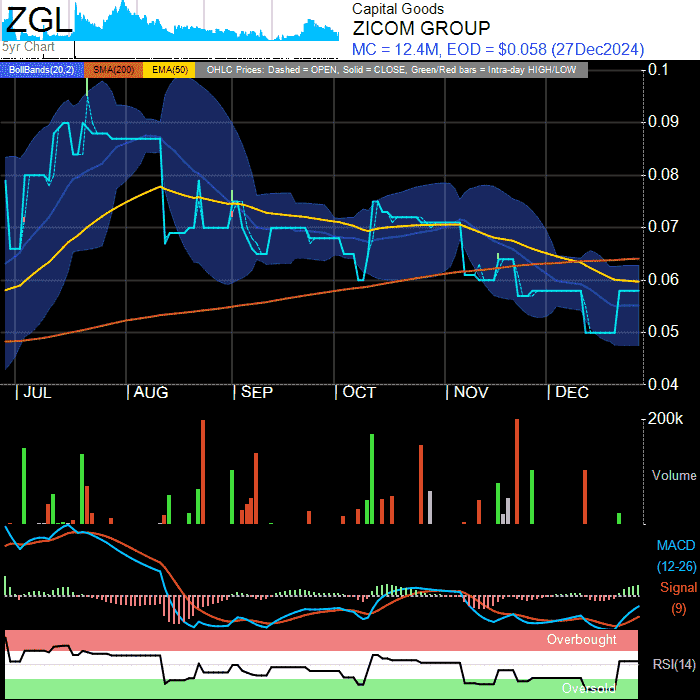 ZGL
5yr Chart
Capital Goods
ZICOM GROUP
MC = 12.4M, EOD = $0.058 (27Dec2024)
BollBands(20,2) SMA(200) EMA(50) OHLC Prices: Dashed = OPEN, Solid = CLOSE, Green/Red bars = Intra-day HIGH/LOW
0.1
0.09
0.08
0.07
0.06
0.05
0.04
JUL AUG SEP OCT NOV DEC
200k
Volume
MACD
(12-26)
Signal
(9)
Overbought
RSI(14)
Oversold